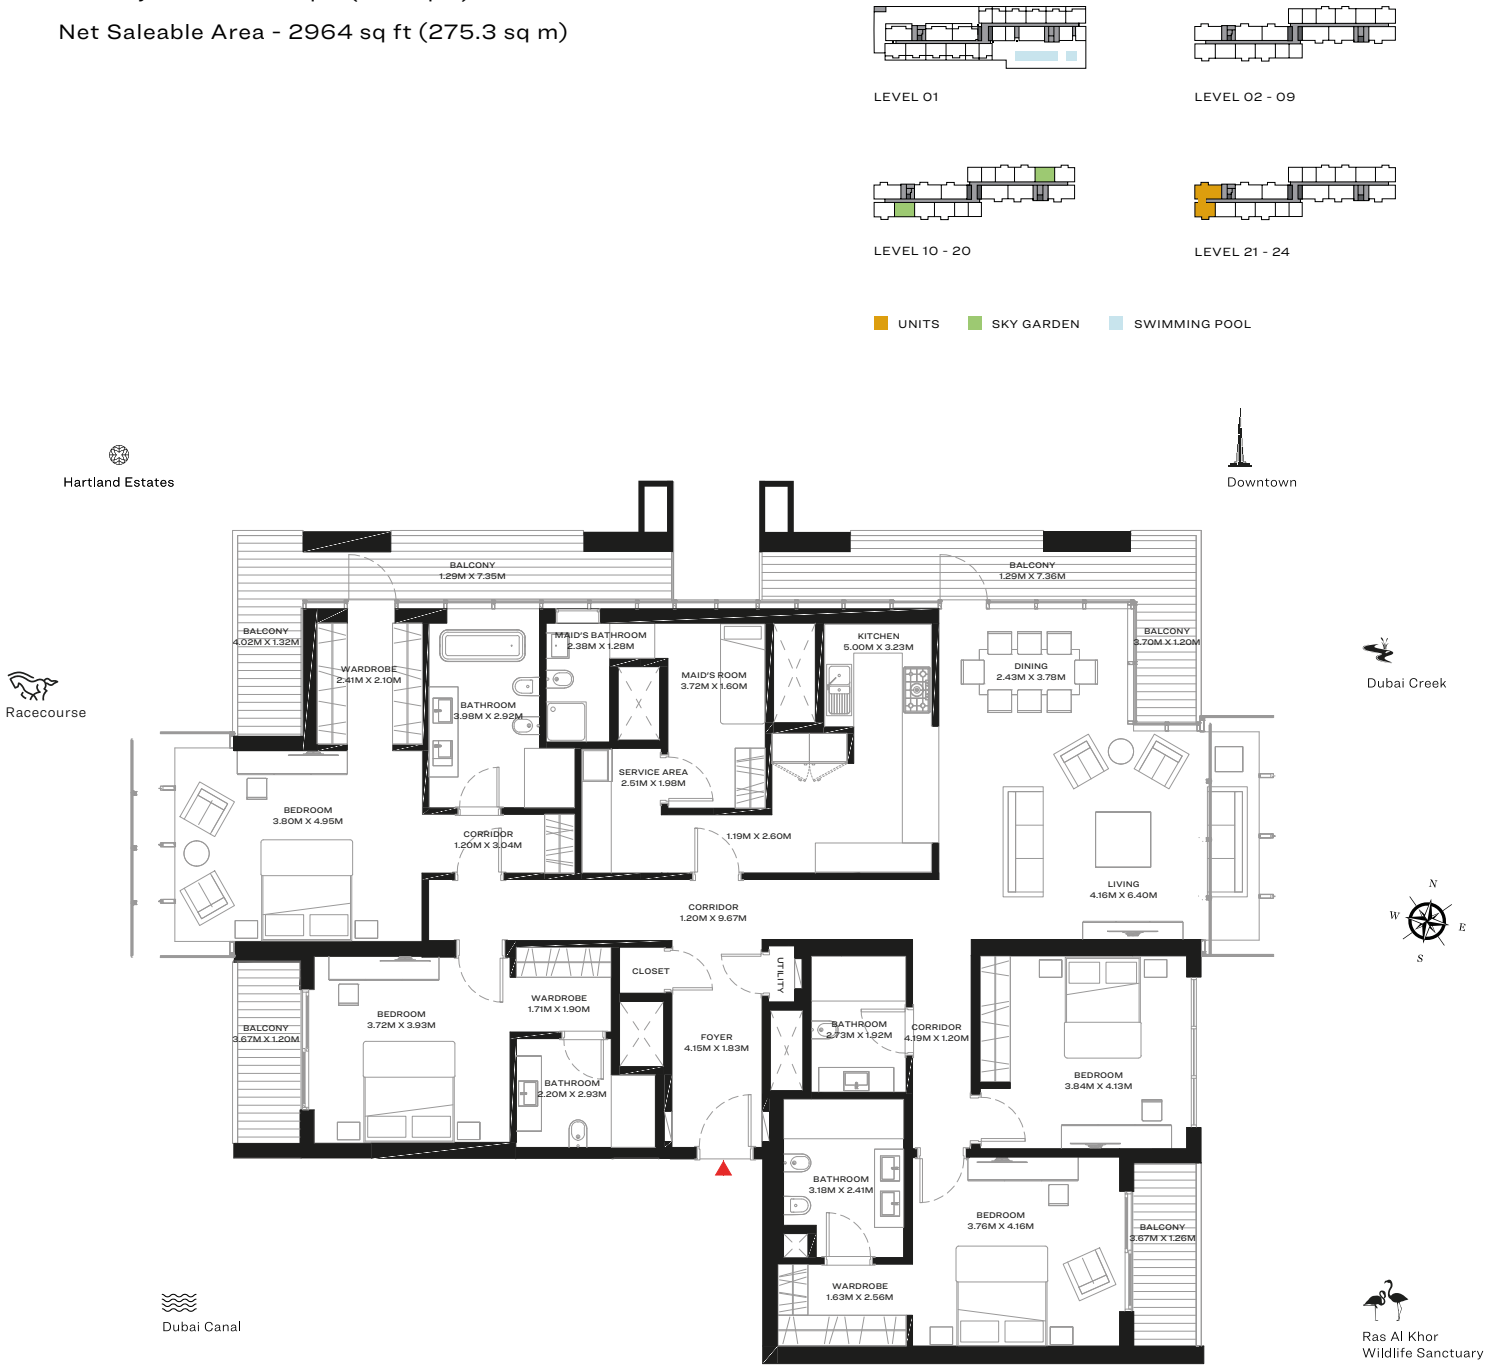 Net Saleable Area - 2964 sq ft (275.3 sq m)
LEVEL 01
LEVEL 02 - 09
LEVEL 10 - 20
LEVEL 21 - 24
UNITS
SKY GARDEN
SWIMMING POOL
Hartland Estates
Downtown
Racecourse
Dubai Creek
BALCONY
1.29M X 7.35M
BALCONY
1.29M X 7.36M
BALCONY
4.02M X 1.32M
WARDROBE
2.41M X 2.10M
BATHROOM
3.98M X 2.92M
MAID'S BATHROOM
2.38M X 1.28M
MAID'S ROOM
3.72M X 1.60M
KITCHEN
5.00M X 3.23M
DINING
2.43M X 3.78M
BALCONY
3.70M X 1.20M
SERVICE AREA
2.51M X 1.98M
BEDROOM
3.80M X 4.95M
CORRIDOR
1.20M X 3.04M
1.19M X 2.60M
LIVING
4.16M X 6.40M
CORRIDOR
1.20M X 9.67M
N
W
E
S
CLOSET
UTILITY
WARDROBE
1.71M X 1.90M
BEDROOM
3.72M X 3.93M
BALCONY
3.67M X 1.20M
FOYER
4.15M X 1.83M
BATHROOM
2.73M X 1.92M
CORRIDOR
4.19M X 1.20M
BATHROOM
2.20M X 2.93M
BEDROOM
3.84M X 4.13M
BATHROOM
3.18M X 2.41M
BEDROOM
3.76M X 4.16M
BALCONY
3.67M X 1.26M
WARDROBE
1.63M X 2.56M
Dubai Canal
Ras Al Khor
Wildlife Sanctuary